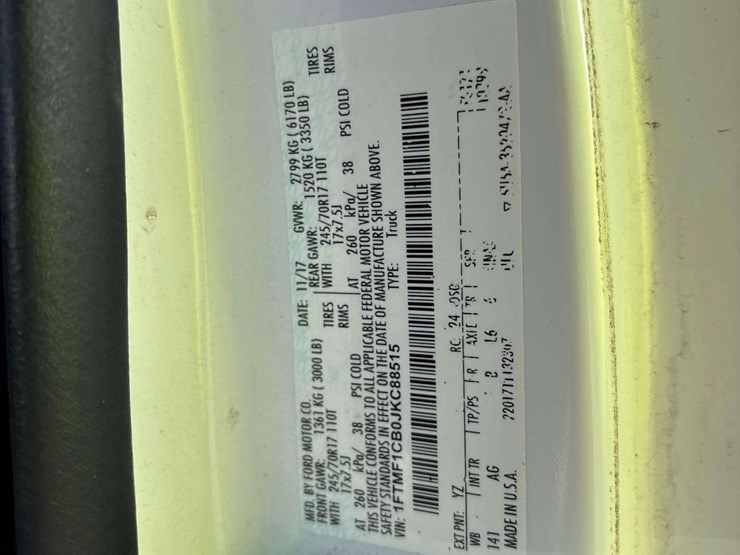 MFD. BY FORD MOTOR CO.
DATE: 11/17 GVWR: 2799 KG ( 6170 LB)
FRONT GAWR: 1361 KG ( 3000 LB) REAR GAWR: 1520 KG ( 3350 LB)
WITH 245/70R17 110T TIRES WITH 245/70R17 110T TIRES
17x7.5J RIMS 17x7.5J RIMS
AT 260 kPa/ 38 PSI COLD AT 260 kPa/ 38 PSI COLD
THIS VEHICLE CONFORMS TO ALL APPLICABLE FEDERAL MOTOR VEHICLE
SAFETY STANDARDS IN EFFECT ON THE DATE OF MANUFACTURE SHOWN ABOVE.
VIN: 1FTMF1CB0JKC88515 TYPE: Truck
EXT PNT: YZ RC: 24
WB INT TR TP/PS R AXLE TR
141 AG L6 6
MADE IN U.S.A.